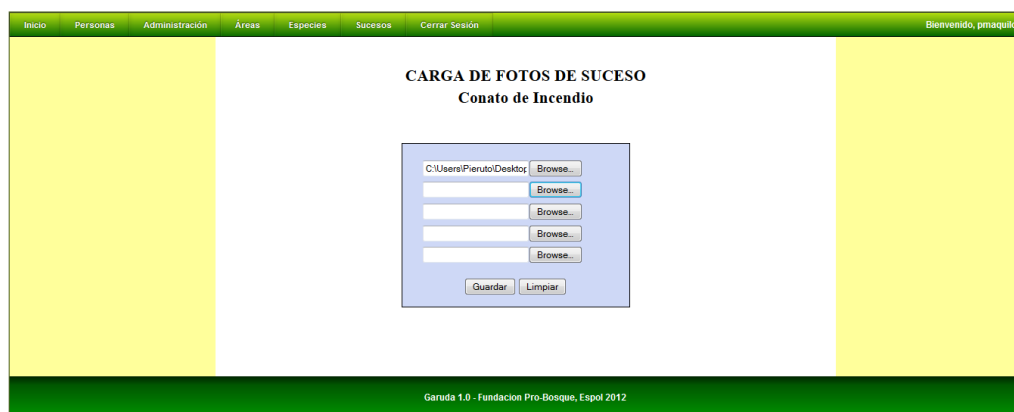 Inicio Personas Administración Áreas Especies Sucesos Cerrar Sesión Bienvenido, pmaquilo
CARGA DE FOTOS DE SUCESO
Conato de Incendio
C:\Users\Pieruto\Desktop Browse...
Browse...
Browse...
Browse...
Browse...
Guardar Limpiar
Garuda 1.0 - Fundacion Pro-Bosque, Espol 2012